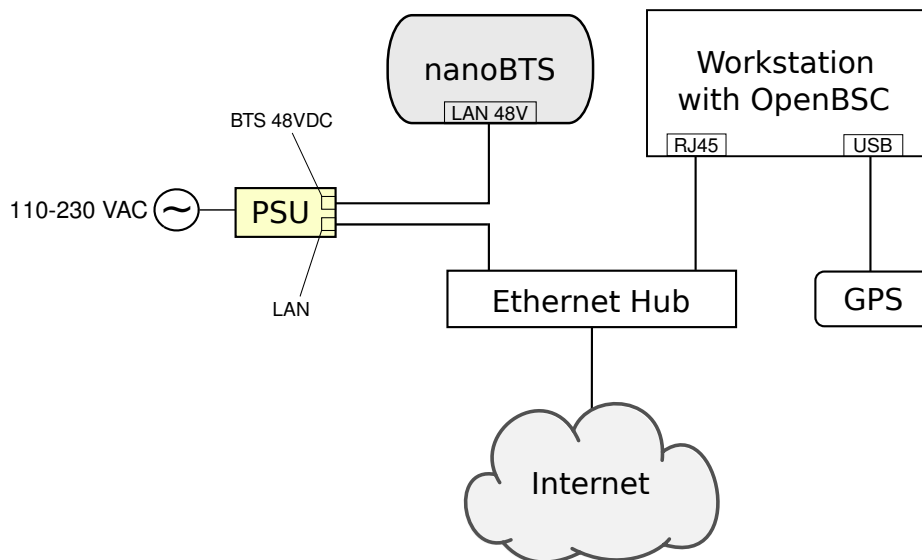 nanoBTS
LAN 48V
Workstation
with OpenBSC
RJ45
USB
BTS 48VDC
110-230 VAC
~
PSU
LAN
Ethernet Hub
GPS
Internet